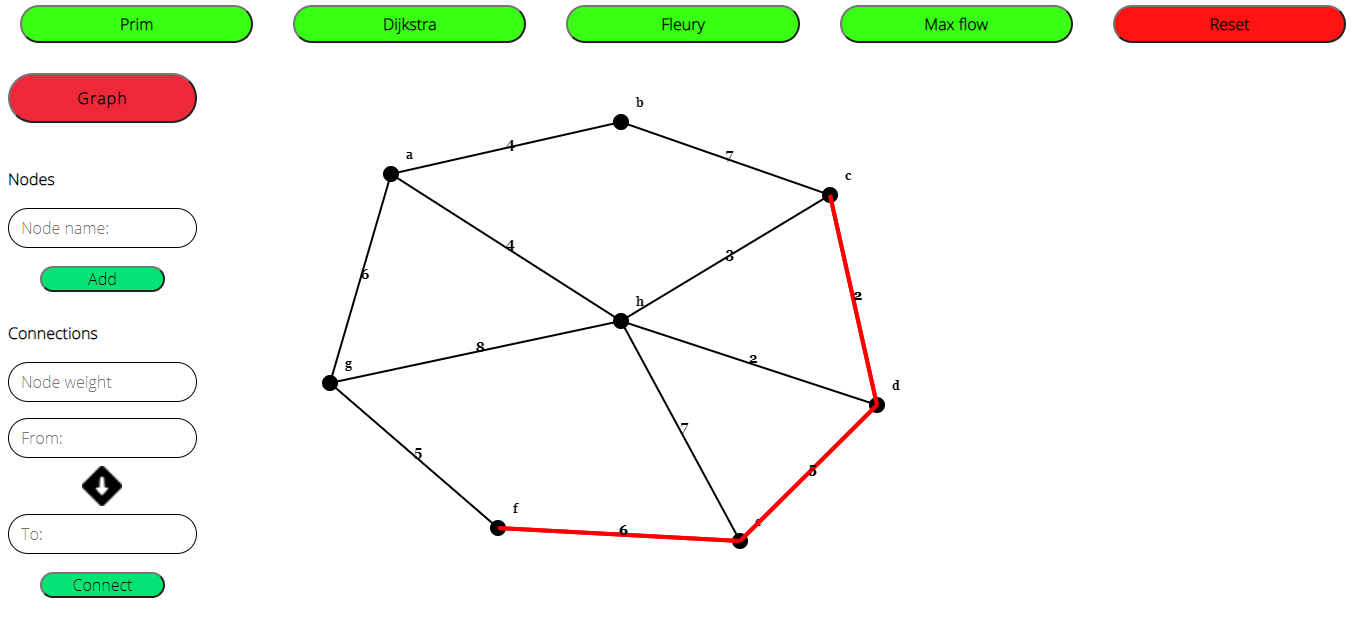 Prim
Dijkstra
Fleury
Max flow
Reset
Graph
Nodes
Node name:
Add
Connections
Node weight
From:
To:
Connect
b
4
7
a
c
4
3
6
2
h
8
2
g
d
7
5
5
f
e
6